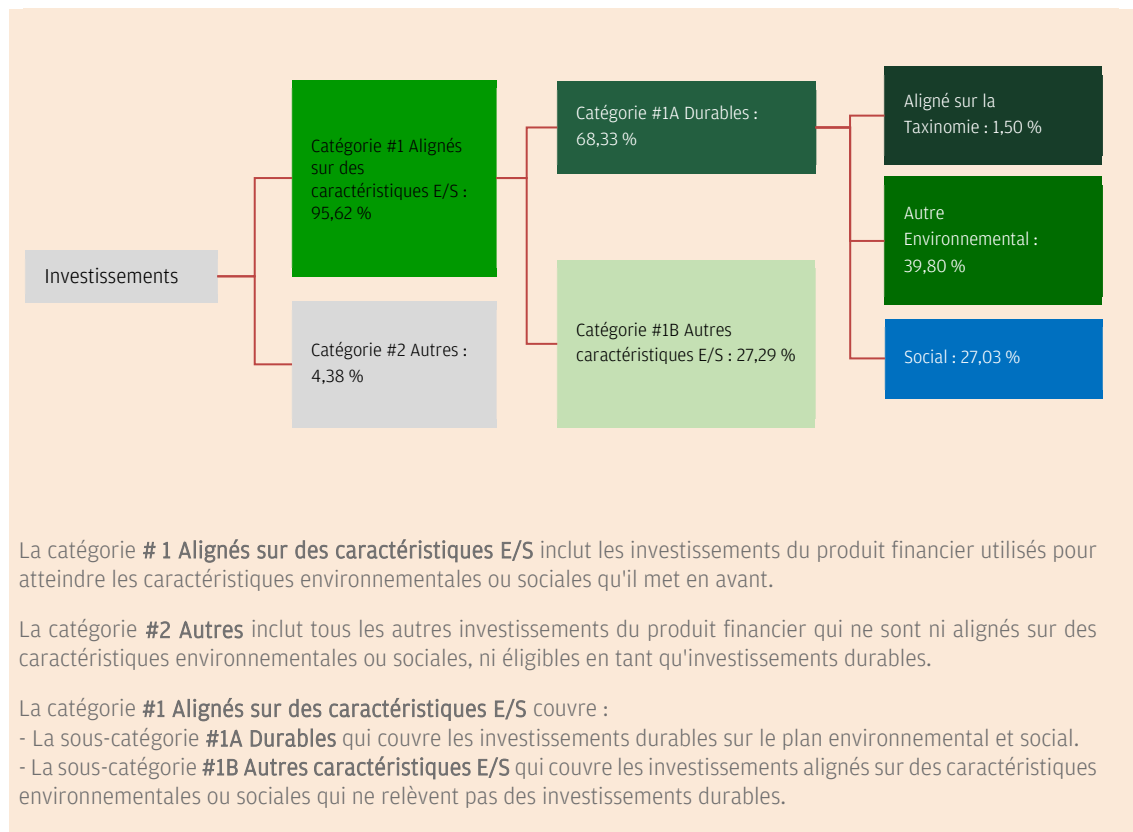 Investissements
Catégorie #1 Alignés
sur des
caractéristiques E/S :
95,62 %
Catégorie #2 Autres :
4,38 %
Catégorie #1A Durables :
68,33 %
Catégorie #1B Autres
caractéristiques E/S : 27,29 %
Aligné sur la
Taxinomie : 1,50 %
Autre
Environnemental :
39,80 %
Social : 27,03 %
La catégorie # 1 Alignés sur des caractéristiques E/S inclut les investissements du produit financier utilisés pour
atteindre les caractéristiques environnementales ou sociales qu'il met en avant.
La catégorie #2 Autres inclut tous les autres investissements du produit financier qui ne sont ni alignés sur des
caractéristiques environnementales ou sociales, ni éligibles en tant qu'investissements durables.
La catégorie #1 Alignés sur des caractéristiques E/S couvre :
- La sous-catégorie #1A Durables qui couvre les investissements durables sur le plan environnemental et social.
- La sous-catégorie #1B Autres caractéristiques E/S qui couvre les investissements alignés sur des caractéristiques
environnementales ou sociales qui ne relèvent pas des investissements durables.